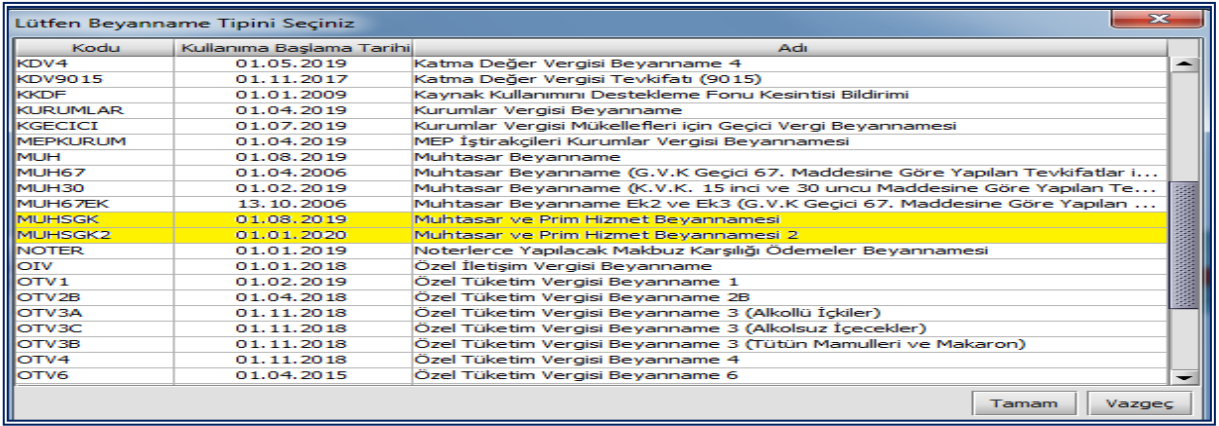 Lütfen Beyanname Tipini Seçiniz
Kodu Kullanıma Başlama Tarihi Adı
KDV4 01.05.2019 Katma Değer Vergisi Beyanname 4
KDV9015 01.11.2017 Katma Değer Vergisi Tevkifatı (9015)
KKDF 01.01.2009 Kaynak Kullanımını Destekleme Fonu Kesintisi Bildirimi
KURUMLAR 01.04.2019 Kurumlar Vergisi Beyanname
KGECICI 01.07.2019 Kurumlar Vergisi Mükellefleri için Geçici Vergi Beyannamesi
MEPKURUM 01.04.2019 MEP İştirakçileri Kurumlar Vergisi Beyannamesi
MUH 01.08.2019 Muhtasar Beyanname
MUH67 01.04.2006 Muhtasar Beyanname (G.V.K Geçici 67. Maddesine Göre Yapılan Tevkifatlar i...
MUH30 01.02.2019 Muhtasar Beyanname (K.V.K. 15 inci ve 30 uncu Maddesine Göre Yapılan Te...
MUH67EK 13.10.2006 Muhtasar Beyanname Ek2 ve Ek3 (G.V.K Geçici 67. Maddesine Göre Yapılan ...
MUHSGK 01.08.2019 Muhtasar ve Prim Hizmet Beyannamesi
MUHSGK2 01.01.2020 Muhtasar ve Prim Hizmet Beyannamesi 2
NOTER 01.01.2019 Noterlerce Yapılacak Makbuz Karşılığı Ödemeler Beyannamesi
OIV 01.01.2018 Özel İletişim Vergisi Beyanname
OTV1 01.02.2019 Özel Tüketim Vergisi Beyanname 1
OTV2B 01.04.2018 Özel Tüketim Vergisi Beyanname 2B
OTV3A 01.11.2018 Özel Tüketim Vergisi Beyanname 3 (Alkollü İçkiler)
OTV3C 01.11.2018 Özel Tüketim Vergisi Beyanname 3 (Alkolsuz İçecekler)
OTV3B 01.11.2018 Özel Tüketim Vergisi Beyanname 3 (Tütün Mamulleri ve Makaron)
OTV4 01.11.2018 Özel Tüketim Vergisi Beyanname 4
OTV6 01.04.2015 Özel Tüketim Vergisi Beyanname 6
Tamam Vazgeç